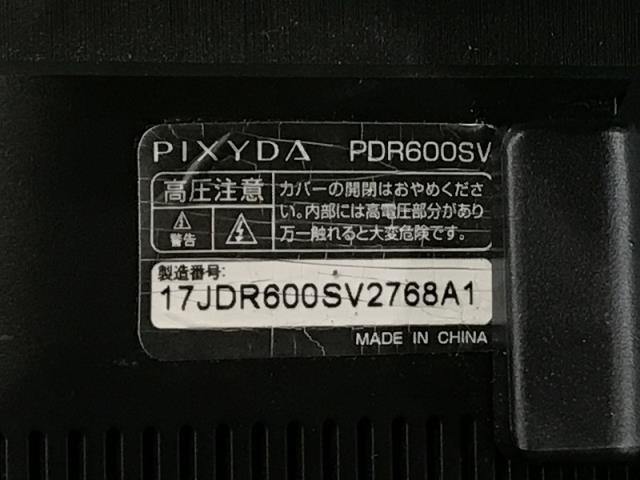 PIXYDA PDR600SV
高圧注意
警告
カバーの開閉はおやめくださ
い。内部には高電圧部分があり
万一触れると大変危険です。
製造番号:
17JDR600SV2768A1
MADE IN CHINA